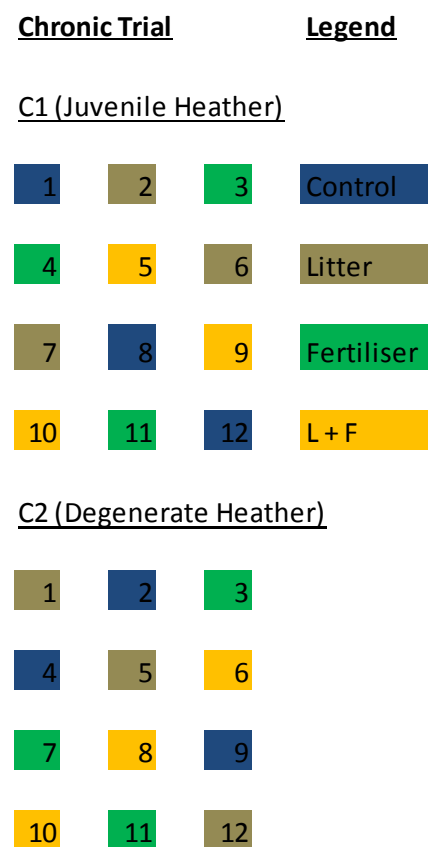 Chronic Trial Legend
C1 (Juvenile Heather)
1 2 3 Control
4 5 6 Litter
7 8 9 Fertiliser
10 11 12 L + F
C2 (Degenerate Heather)
1 2 3
4 5 6
7 8 9
10 11 12